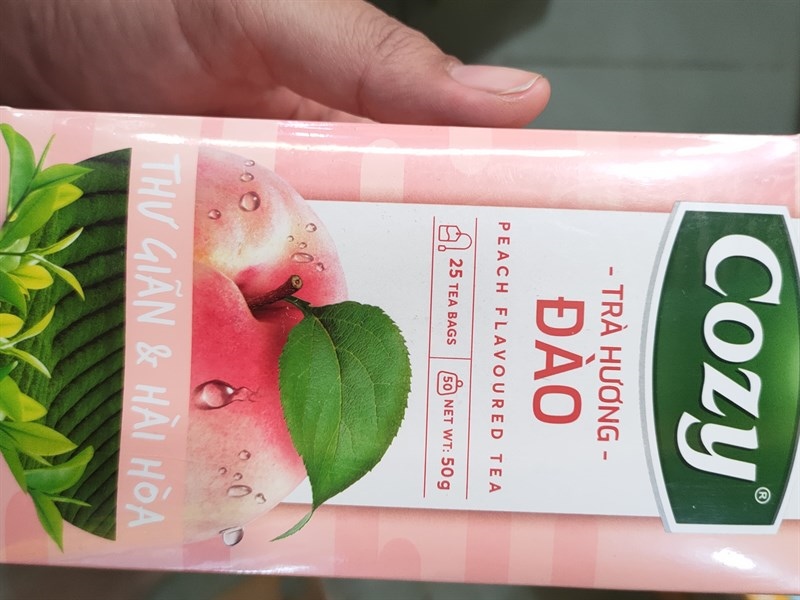 Cozy®
- TRÀ HƯƠNG -
ĐÀO
PEACH FLAVOURED TEA
25 TEA BAGS
50 NET WT: 50g
THƯ GIÃN & HÀI HÒA